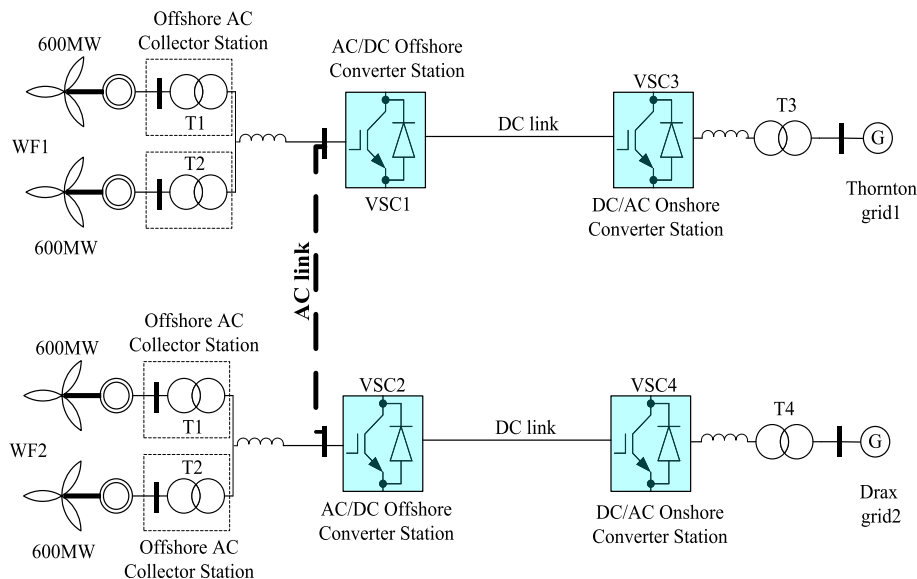 Offshore AC
Collector Station
600MW
T1
WF1
T2
600MW
AC/DC Offshore
Converter Station
VSC1
DC link
VSC3
DC/AC Onshore
Converter Station
T3
G
Thornton
grid1
AC link
Offshore AC
Collector Station
600MW
T1
WF2
T2
600MW
Offshore AC
Collector Station
VSC2
AC/DC Offshore
Converter Station
DC link
VSC4
DC/AC Onshore
Converter Station
T4
G
Drax
grid2